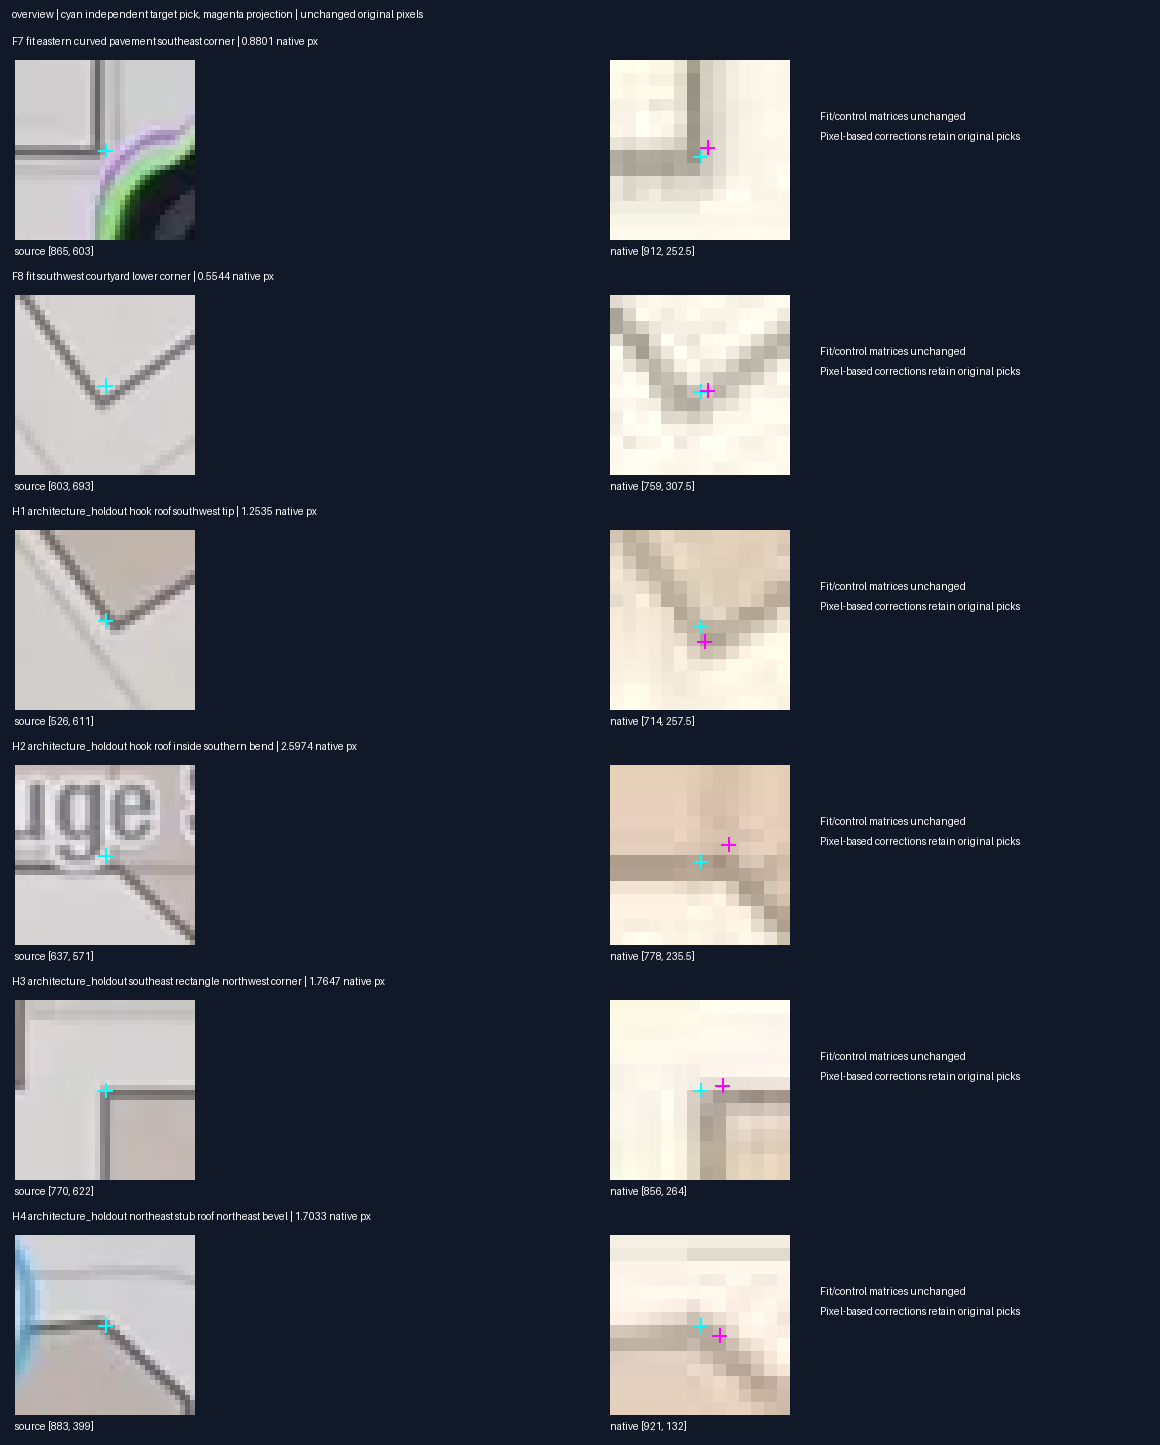 overview | cyan independent target pick, magenta projection | unchanged original pixels
F7 fit eastern curved pavement southeast corner | 0.8801 native px
Fit/control matrices unchanged
Pixel-based corrections retain original picks
source [865, 603]
native [912, 252.5]
F8 fit southwest courtyard lower corner | 0.5544 native px
Fit/control matrices unchanged
Pixel-based corrections retain original picks
source [603, 693]
native [759, 307.5]
H1 architecture_holdout hook roof southwest tip | 1.2535 native px
Fit/control matrices unchanged
Pixel-based corrections retain original picks
source [526, 611]
native [714, 257.5]
H2 architecture_holdout hook roof inside southern bend | 2.5974 native px
uge
Fit/control matrices unchanged
Pixel-based corrections retain original picks
source [637, 571]
native [778, 235.5]
H3 architecture_holdout southeast rectangle northwest corner | 1.7647 native px
Fit/control matrices unchanged
Pixel-based corrections retain original picks
source [770, 622]
native [856, 264]
H4 architecture_holdout northeast stub roof northeast bevel | 1.7033 native px
Fit/control matrices unchanged
Pixel-based corrections retain original picks
source [883, 399]
native [921, 132]